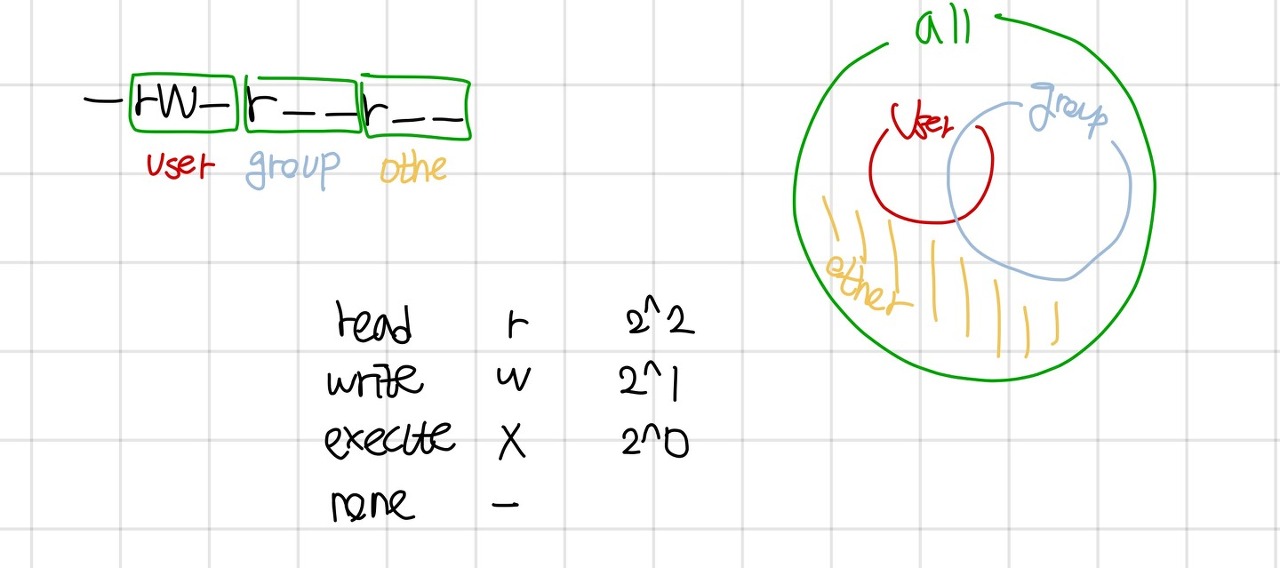 -rw-r--r--
user group othe
read r 2^2
write w 2^1
execute x 2^0
none -
all
User group
other